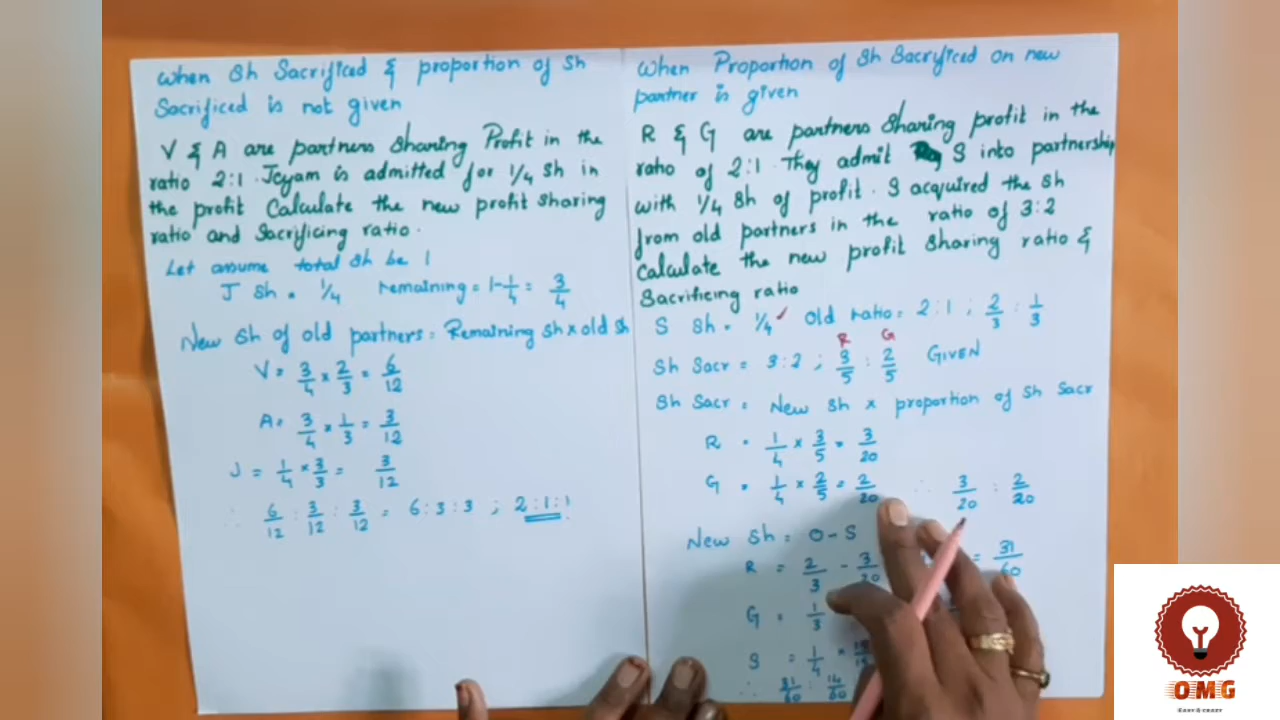 When Sh Sacrificed & proportion of Sh
Sacrificed is not given
V & A are partners Sharing Profit in the
ratio 2:1. Jeyam is admitted for 1/4 Sh in
the profit Calculate the new profit sharing
ratio and Sacrificing ratio.
Let assume total Sh be 1
J Sh = 1/4 remaining = 1-1/4 = 3/4
New Sh of old partners = Remaining Sh x old Sh
V = 3/4 x 2/3 = 6/12
A = 3/4 x 1/3 = 3/12
J = 1/4 x 3/3 = 3/12
∴ 6/12 : 3/12 : 3/12 = 6:3:3 ; 2:1:1
When Proportion of Sh Sacrificed on new
partner is given
R & G are partners Sharing profit in the
ratio of 2:1. They admit S into partnership
with 1/4 Sh of profit. S acquired the Sh
from old partners in the ratio of 3:2
Calculate the new profit Sharing ratio &
Sacrificing ratio
S Sh = 1/4 ✓ Old ratio = 2:1 ; 2/3 : 1/3
R G
Sh Sacr = 3:2 ; 3/5 : 2/5 GIVEN
Sh Sacr = New Sh x proportion of Sh Sacr
R = 1/4 x 3/5 = 3/20
G = 1/4 x 2/5 = 2/20 ∴ 3/20 : 2/20
New Sh = O - S
R = 2/3 - 3/20 = 31/60
G = 1/3
S = 1/4 x 15/15
∴ 31/60 : 14/60
OMG